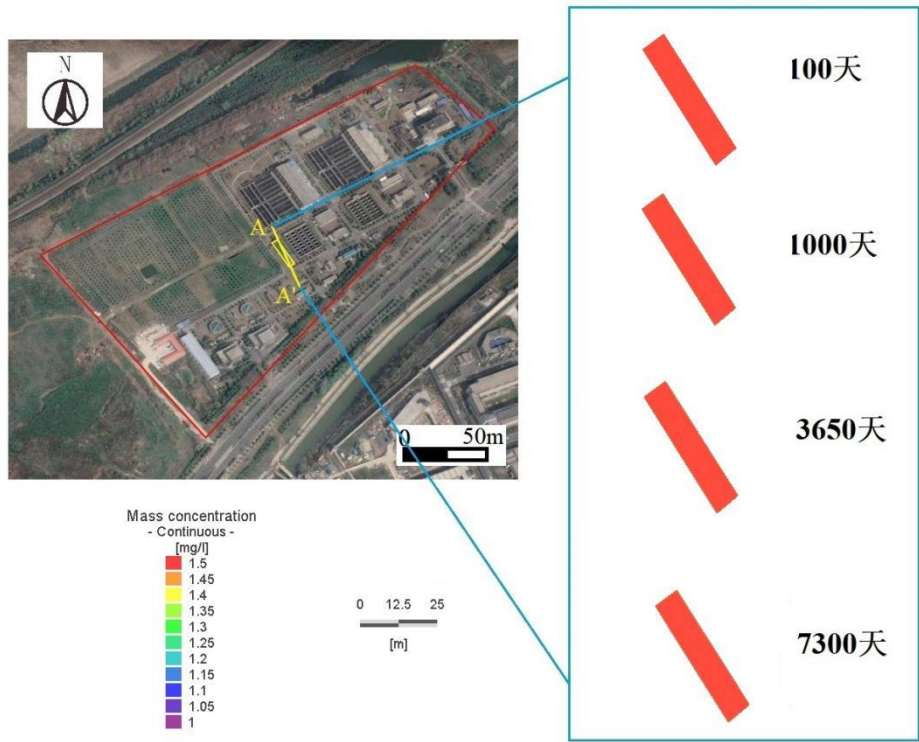 N
A
A'
0 50m
Mass concentration
- Continuous -
[mg/l]
1.5
1.45
1.4
1.35
1.3
1.25
1.2
1.15
1.1
1.05
1
0 12.5 25
[m]
100天
1000天
3650天
7300天